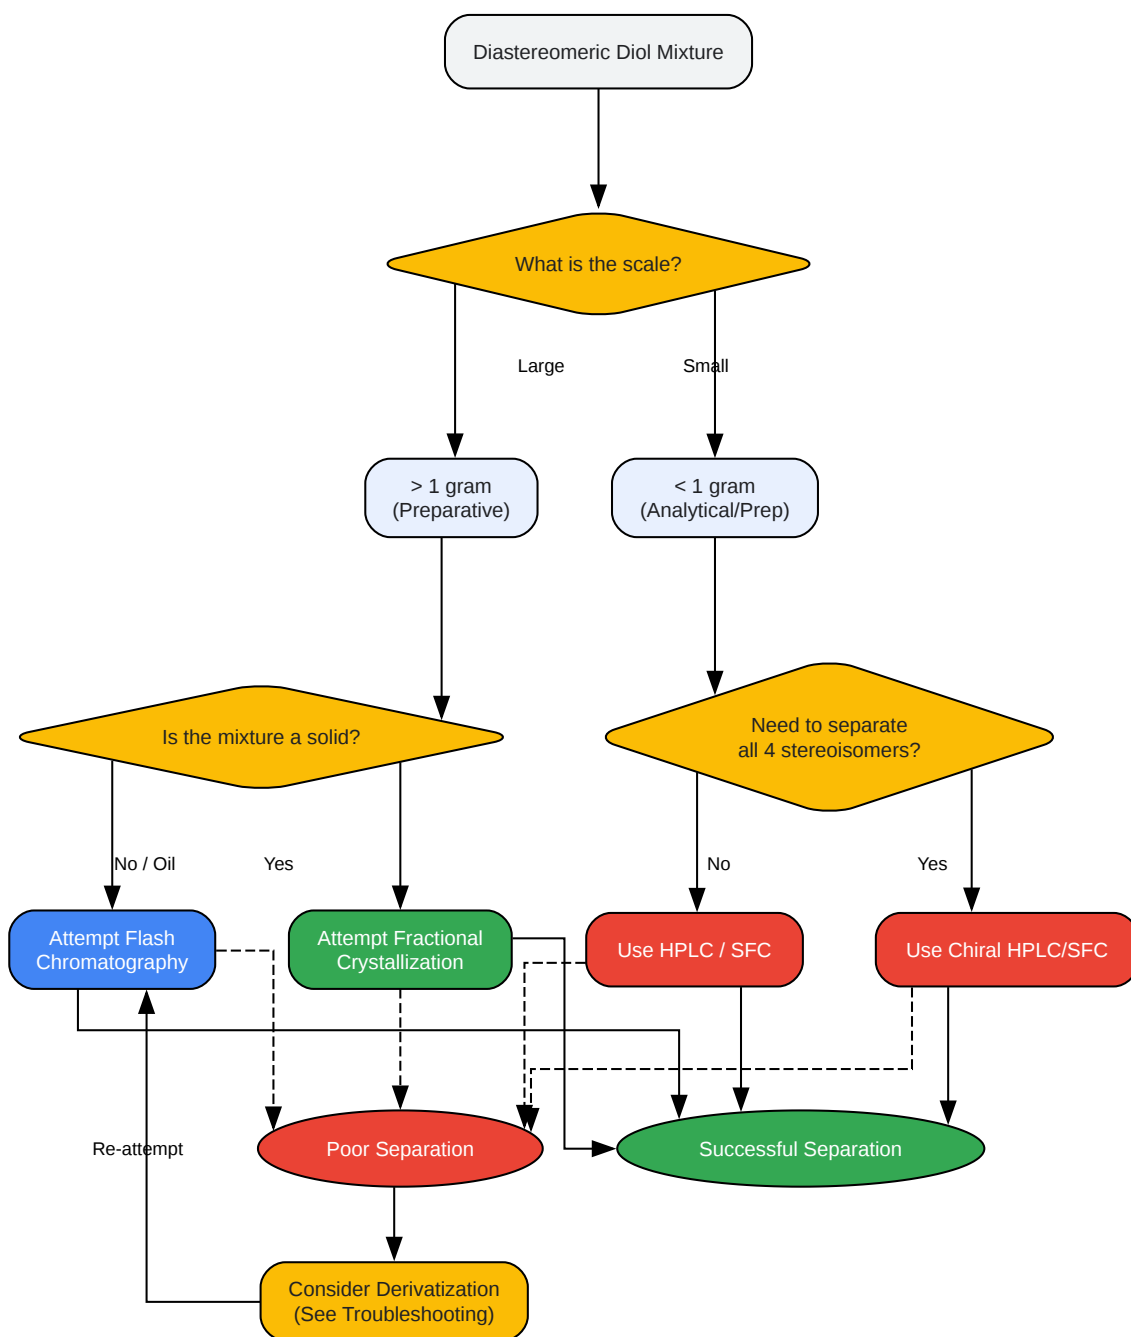 Diastereomeric Diol Mixture
What is the scale?
Large
Small
> 1 gram
(Preparative)
< 1 gram
(Analytical/Prep)
Is the mixture a solid?
Need to separate
all 4 stereoisomers?
No / Oil
Yes
No
Yes
Attempt Flash
Chromatography
Attempt Fractional
Crystallization
Use HPLC / SFC
Use Chiral HPLC/SFC
Re-attempt
Poor Separation
Successful Separation
Consider Derivatization
(See Troubleshooting)